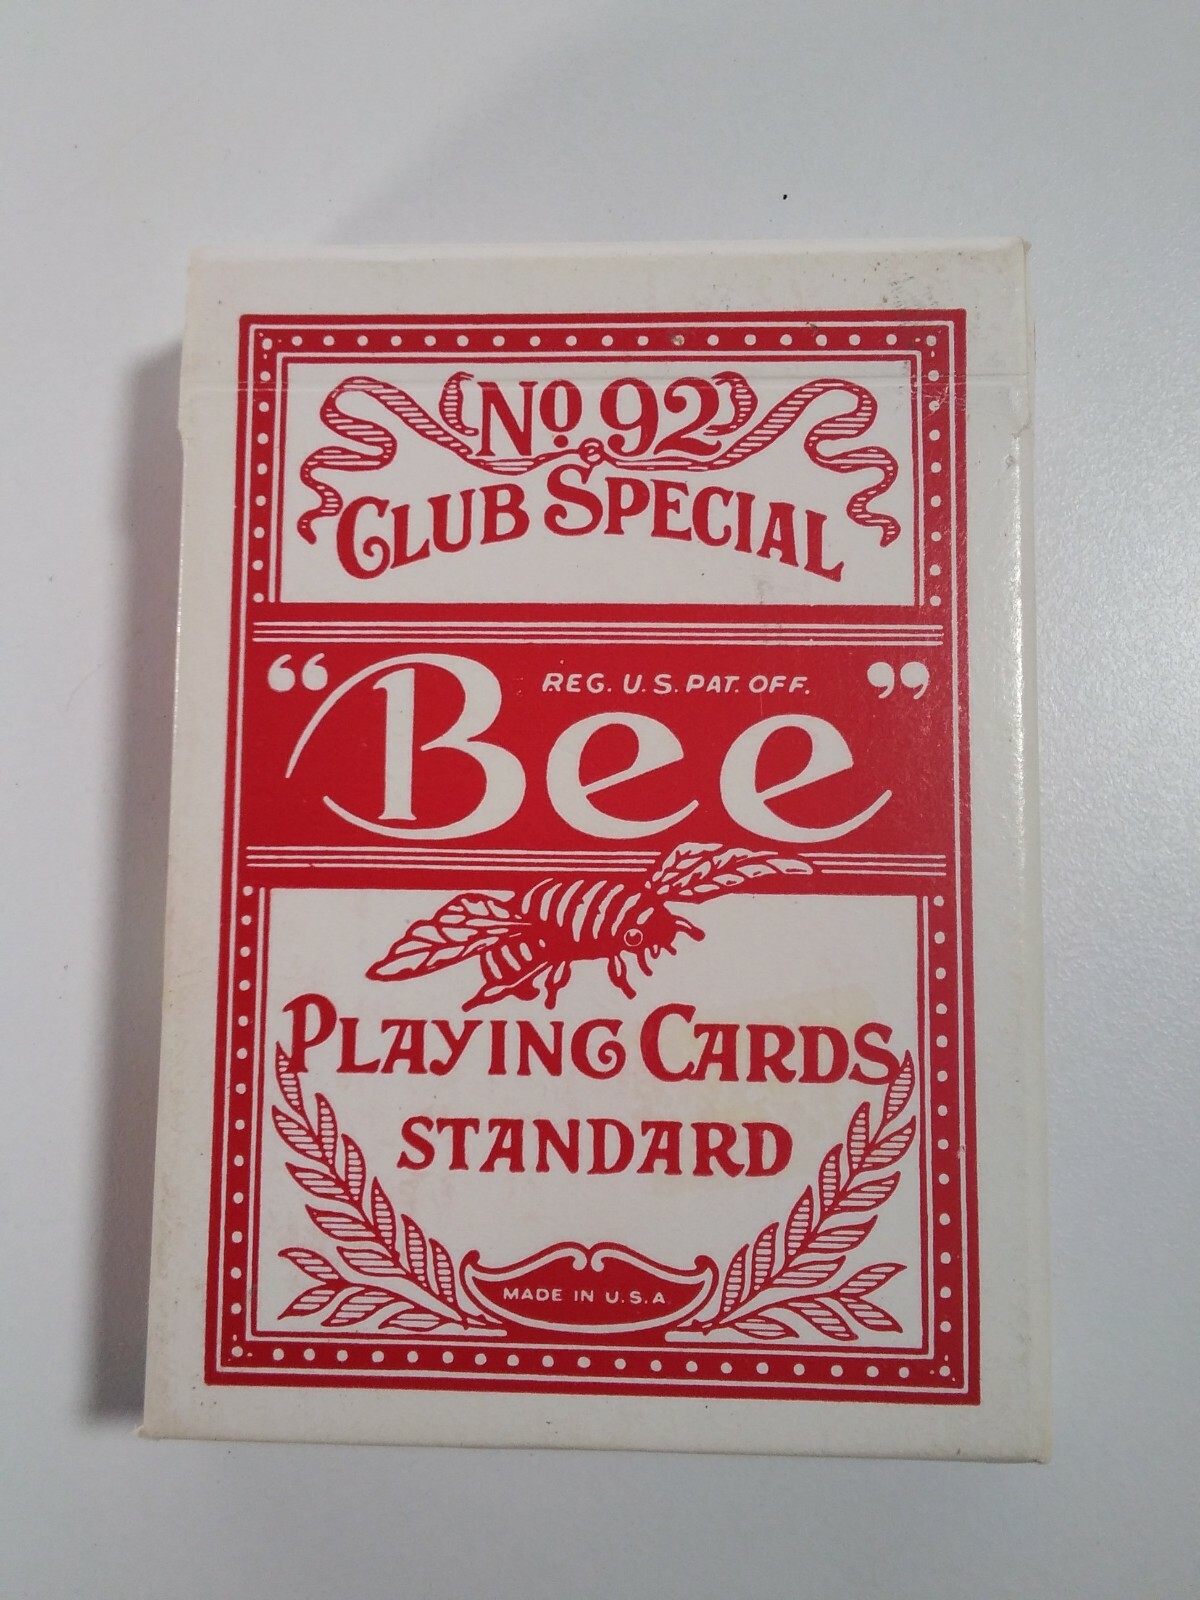 No 92
CLUB SPECIAL
REG. U.S. PAT. OFF.
“Bee”
PLAYING CARDS
STANDARD
MADE IN U.S.A